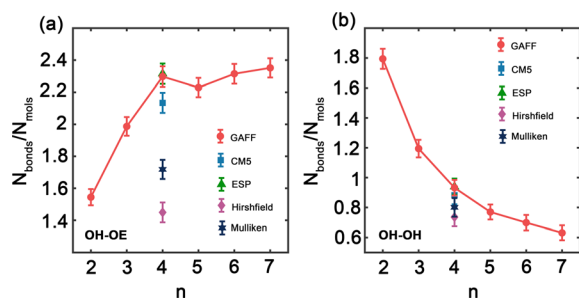 (a)
N_bonds/N_mols
2.4
2.2
2
1.8
1.6
1.4
GAFF
CM5
ESP
Hirshfield
Mulliken
OH-OE
2 3 4 5 6 7
n
(b)
N_bonds/N_mols
1.8
1.6
1.4
1.2
1
0.8
0.6
GAFF
CM5
ESP
Hirshfield
Mulliken
OH-OH
2 3 4 5 6 7
n